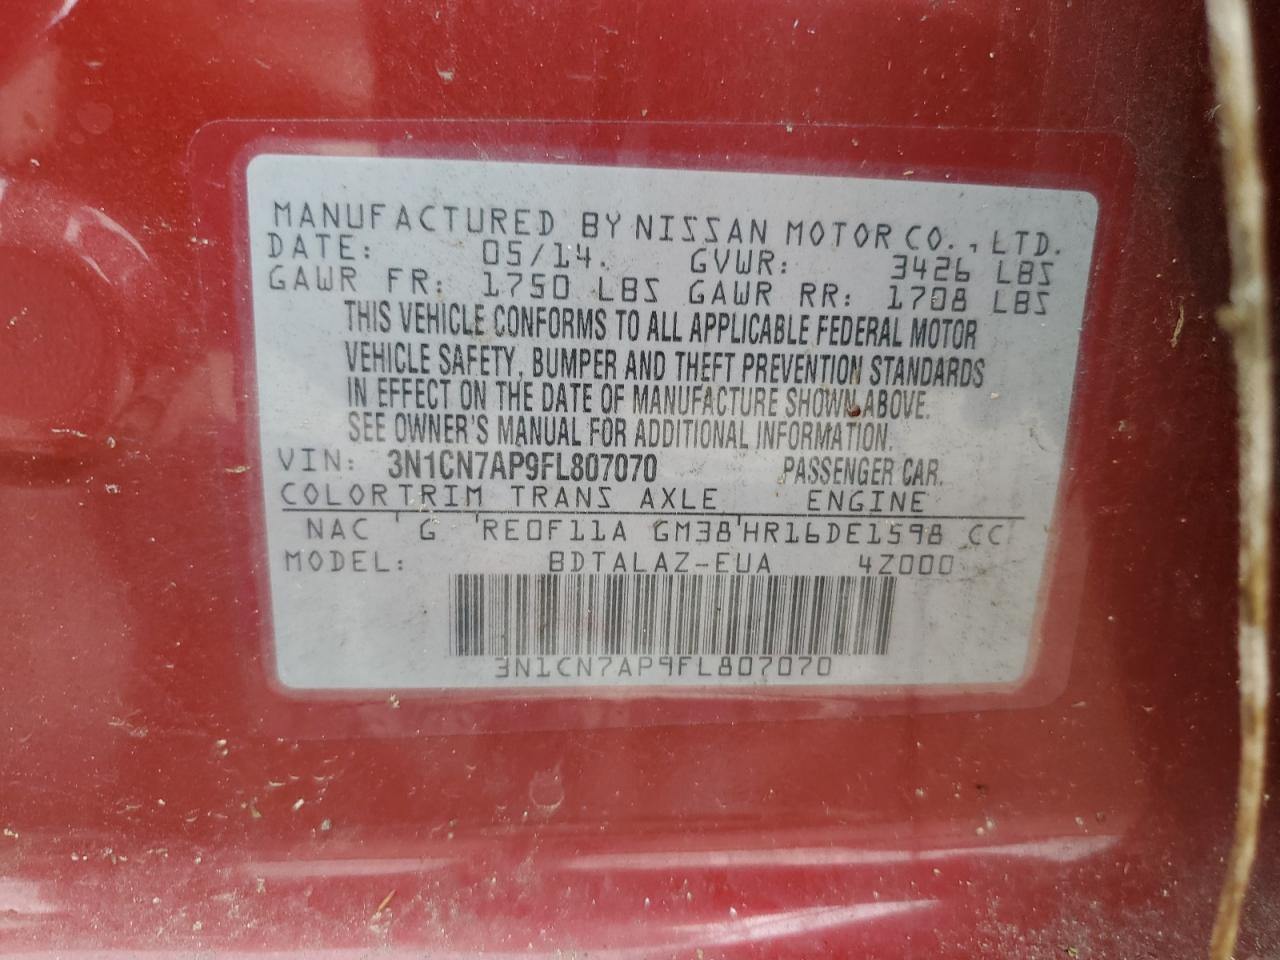 MANUFACTURED BY NISSAN MOTOR CO., LTD.
DATE: 05/14. GVWR: 3426 LBS
GAWR FR: 1750 LBS GAWR RR: 1708 LBS
THIS VEHICLE CONFORMS TO ALL APPLICABLE FEDERAL MOTOR
VEHICLE SAFETY, BUMPER AND THEFT PREVENTION STANDARDS
IN EFFECT ON THE DATE OF MANUFACTURE SHOWN ABOVE.
SEE OWNER'S MANUAL FOR ADDITIONAL INFORMATION.
VIN: 3N1CN7AP9FL807070 PASSENGER CAR.
COLOR TRIM TRANS AXLE ENGINE
NAC G RE0F11A GM38 HR16DE1598 CC
MODEL: BDTALAZ-EUA 4Z000
3N1CN7AP9FL807070